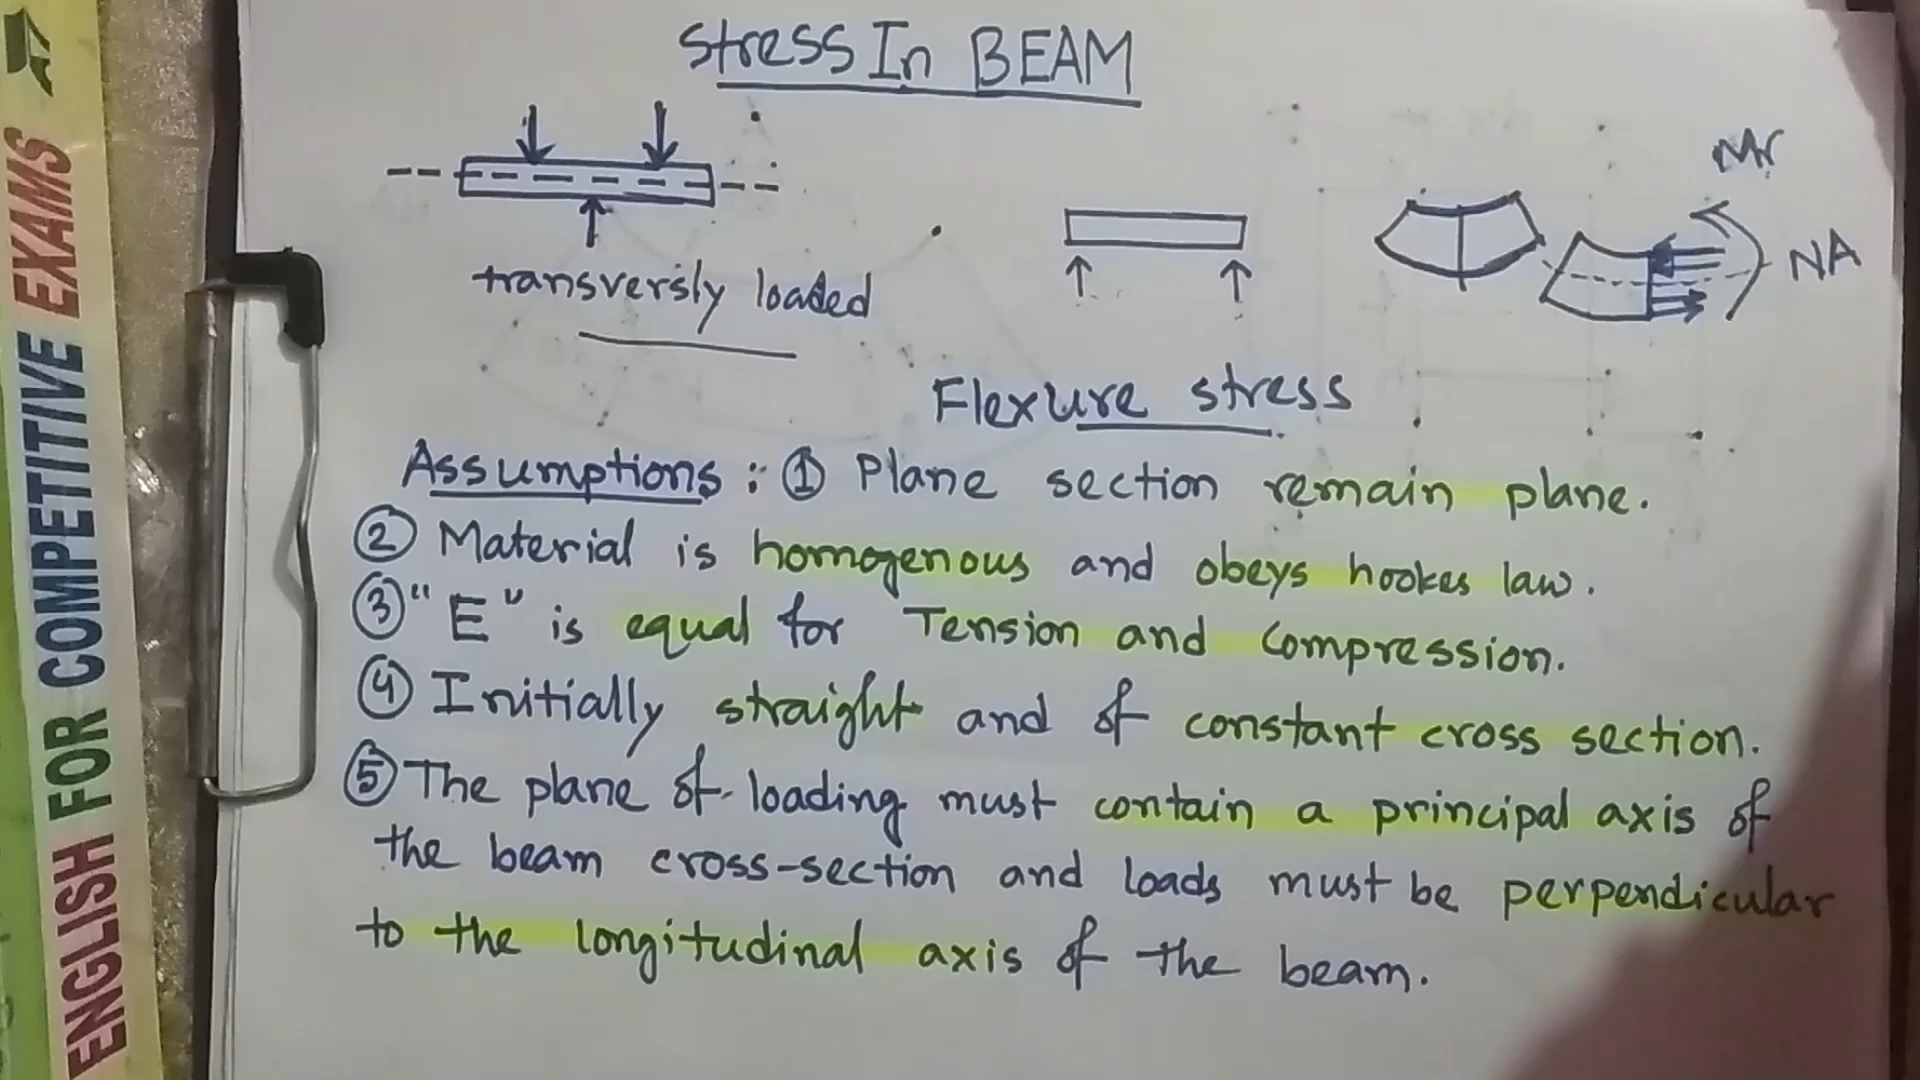 Stress In BEAM
transversly loaded
Mr
NA
Flexure stress
Assumptions : ① Plane section remain plane.
② Material is homogenous and obeys hookes law.
③ "E" is equal for Tension and Compression.
④ Initially straight and of constant cross section.
⑤ The plane of loading must contain a principal axis of
the beam cross-section and loads must be perpendicular
to the longitudinal axis of the beam.
ENGLISH FOR COMPETITIVE EXAMS